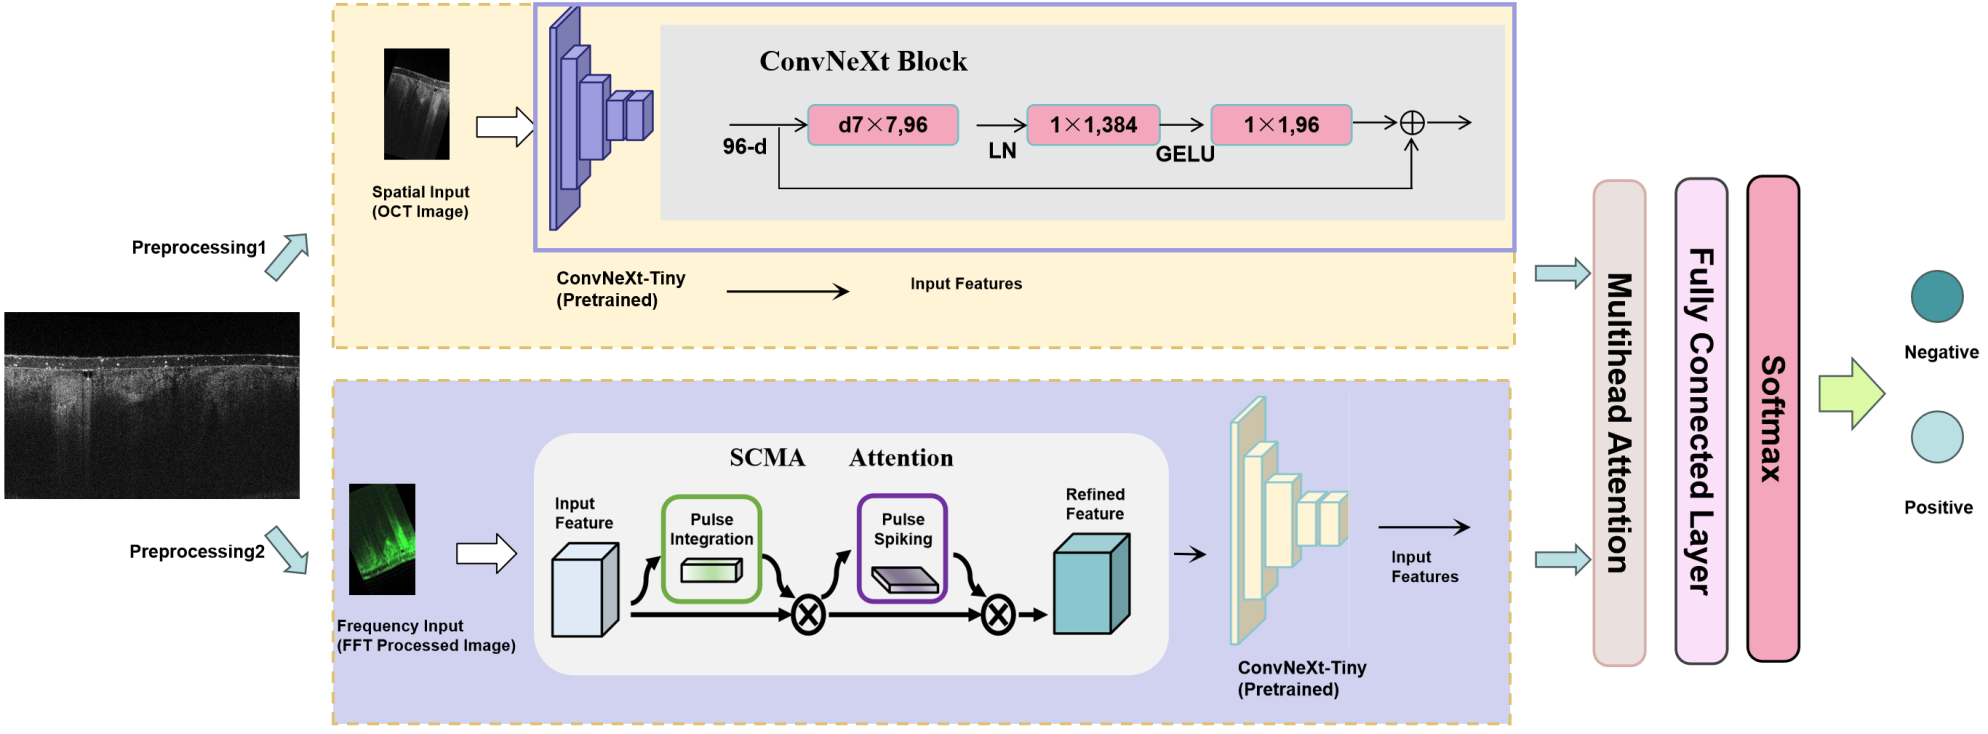 Preprocessing1
Preprocessing2
Spatial Input
(OCT Image)
ConvNeXt Block
96-d
d7×7,96
LN
1×1,384
GELU
1×1,96
ConvNeXt-Tiny
(Pretrained)
Input Features
Frequency Input
(FFT Processed Image)
SCMA Attention
Input
Feature
Pulse
Integration
Pulse
Spiking
Refined
Feature
ConvNeXt-Tiny
(Pretrained)
Input
Features
Multihead Attention
Fully Connected Layer
Softmax
Negative
Positive